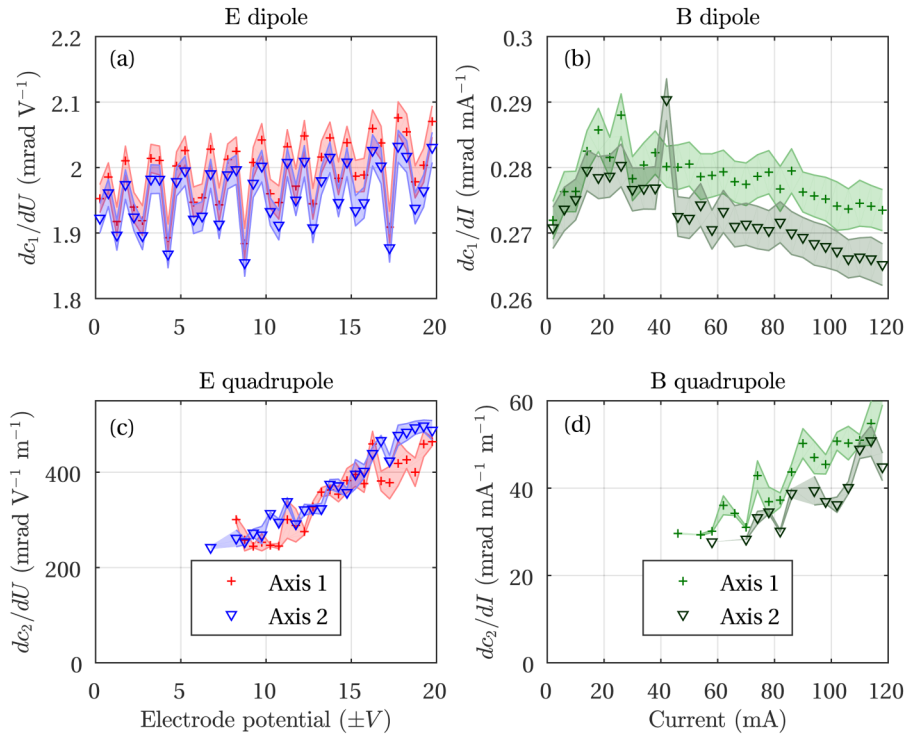 E dipole
B dipole
2.2
2.1
2
1.9
1.8
dc₁/dU (mrad V⁻¹)
(a)
0
5
10
15
20
0.3
0.29
0.28
0.27
0.26
dc₁/dI (mrad mA⁻¹)
(b)
0
20
40
60
80
100
120
E quadrupole
B quadrupole
400
200
0
dc₂/dU (mrad V⁻¹ m⁻¹)
(c)
Axis 1
Axis 2
0
5
10
15
20
Electrode potential (±V)
60
40
20
0
dc₂/dI (mrad mA⁻¹ m⁻¹)
(d)
Axis 1
Axis 2
0
20
40
60
80
100
120
Current (mA)